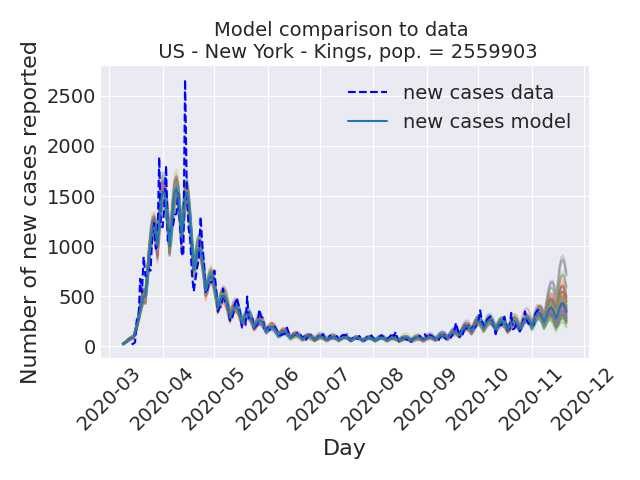 Model comparison to data
US - New York - Kings, pop. = 2559903
Number of new cases reported
2500
2000
1500
1000
500
0
new cases data
new cases model
2020-03
2020-04
2020-05
2020-06
2020-07
2020-08
2020-09
2020-10
2020-11
2020-12
Day